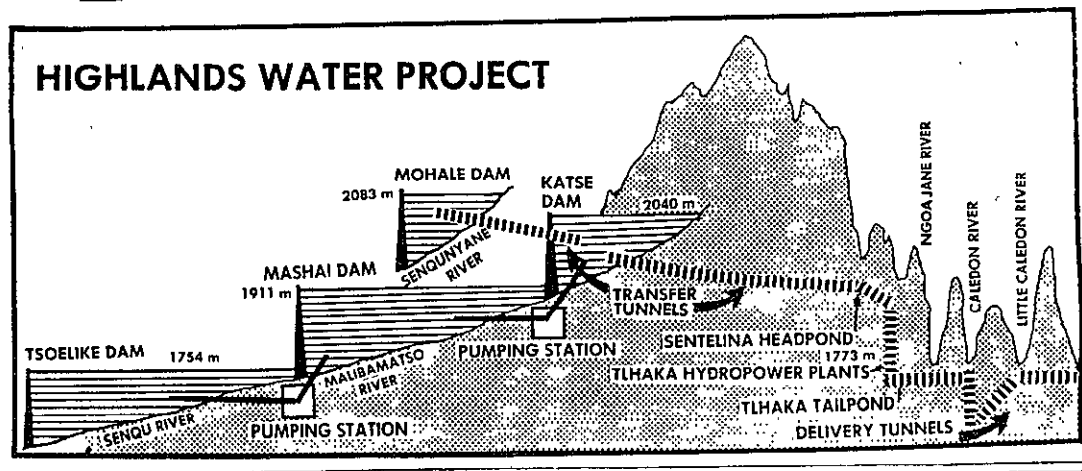 HIGHLANDS WATER PROJECT
MOHALE DAM
2083 m
KATSE
DAM
2040 m
SENQUNYANE
RIVER
MASHAI DAM
1911 m
TRANSFER
TUNNELS
NGOAJANE RIVER
CALEDON RIVER
LITTLE CALEDON RIVER
TSOELIKE DAM
1754 m
MALIBAMATSO
RIVER
PUMPING STATION
SENTELINA HEADPOND
1773 m
TLHAKA HYDROPOWER PLANTS
SENQU RIVER
PUMPING STATION
TLHAKA TAILPOND
DELIVERY TUNNELS